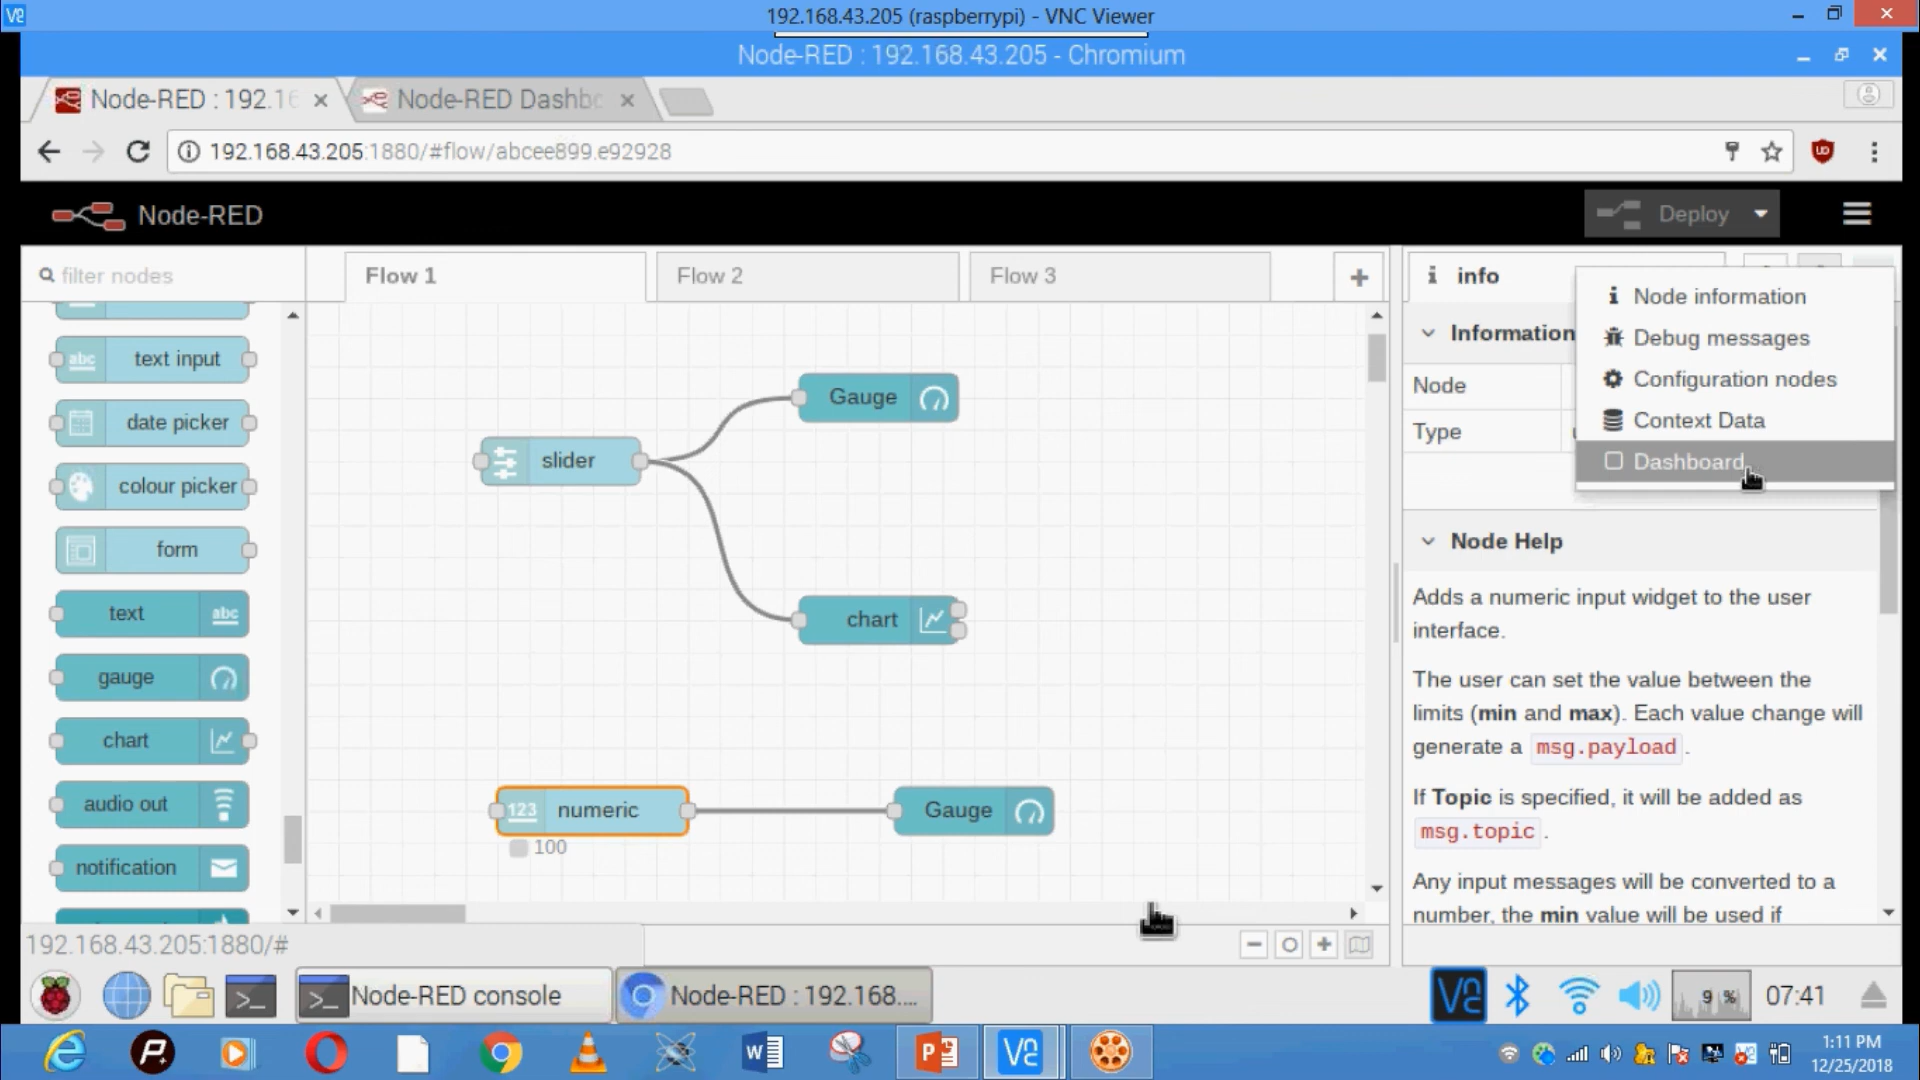 192.168.43.205 (raspberrypi) - VNC Viewer
Node-RED : 192.168.43.205 - Chromium
Node-RED : 192.16
Node-RED Dashbo
192.168.43.205:1880/#flow/abcee899.e92928
Node-RED
Deploy
filter nodes
Flow 1
Flow 2
Flow 3
info
Node information
Debug messages
Configuration nodes
Context Data
Dashboard
Information
Node
Type
text input
date picker
colour picker
form
text
gauge
chart
audio out
notification
abc
abc
slider
Gauge
chart
123 numeric
100
Gauge
Node Help
Adds a numeric input widget to the user
interface.
The user can set the value between the
limits (min and max). Each value change will
generate a msg.payload .
If Topic is specified, it will be added as
msg.topic .
Any input messages will be converted to a
number, the min value will be used if
192.168.43.205:1880/#
Node-RED console
Node-RED : 192.168....
9 %
07:41
1:11 PM
12/25/2018